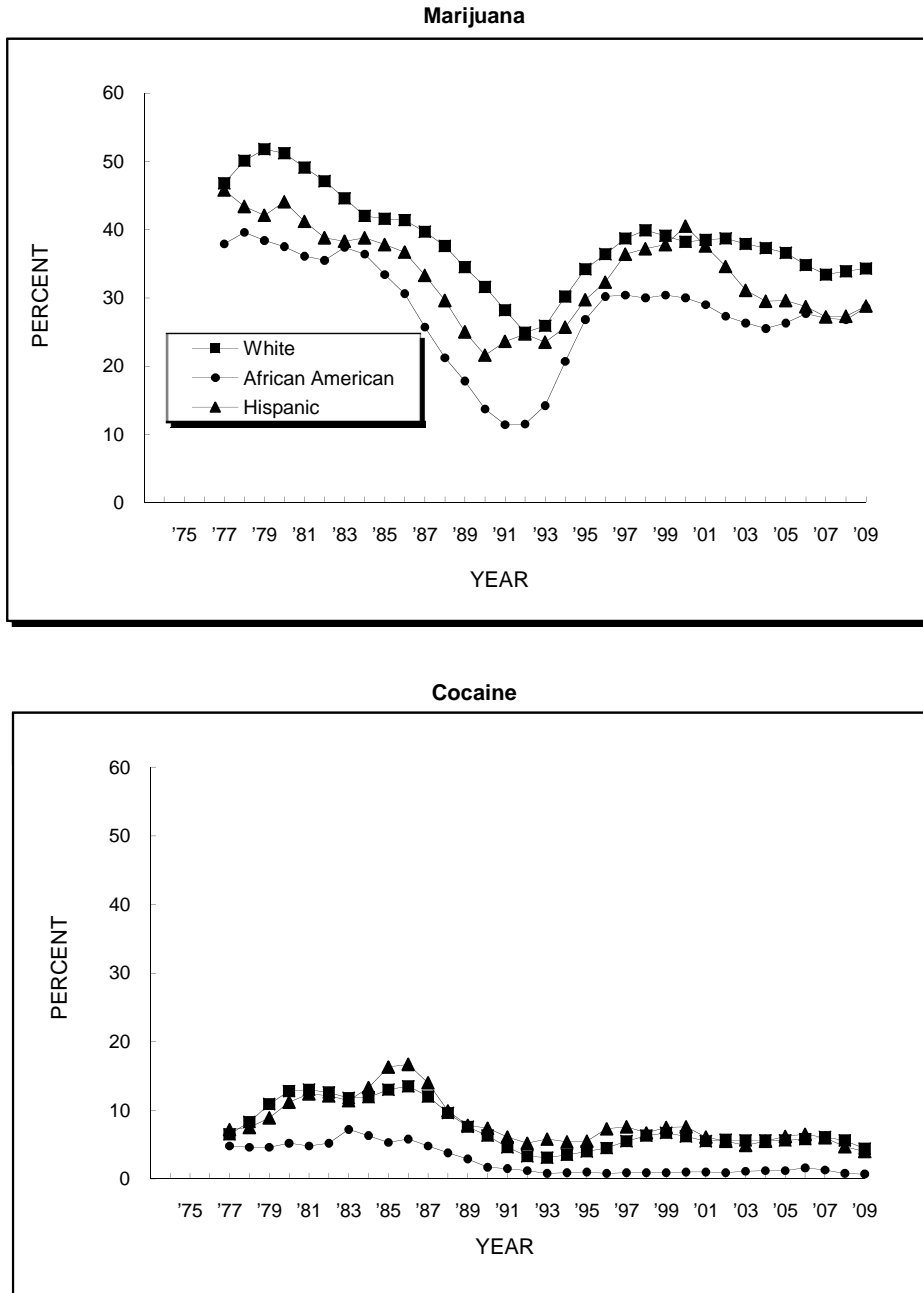 Marijuana
60
50
40
30
20
10
0
PERCENT
White
African American
Hispanic
’75 ’77 ’79 ’81 ’83 ’85 ’87 ’89 ’91 ’93 ’95 ’97 ’99 ’01 ’03 ’05 ’07 ’09
YEAR
Cocaine
60
50
40
30
20
10
0
PERCENT
’75 ’77 ’79 ’81 ’83 ’85 ’87 ’89 ’91 ’93 ’95 ’97 ’99 ’01 ’03 ’05 ’07 ’09
YEAR